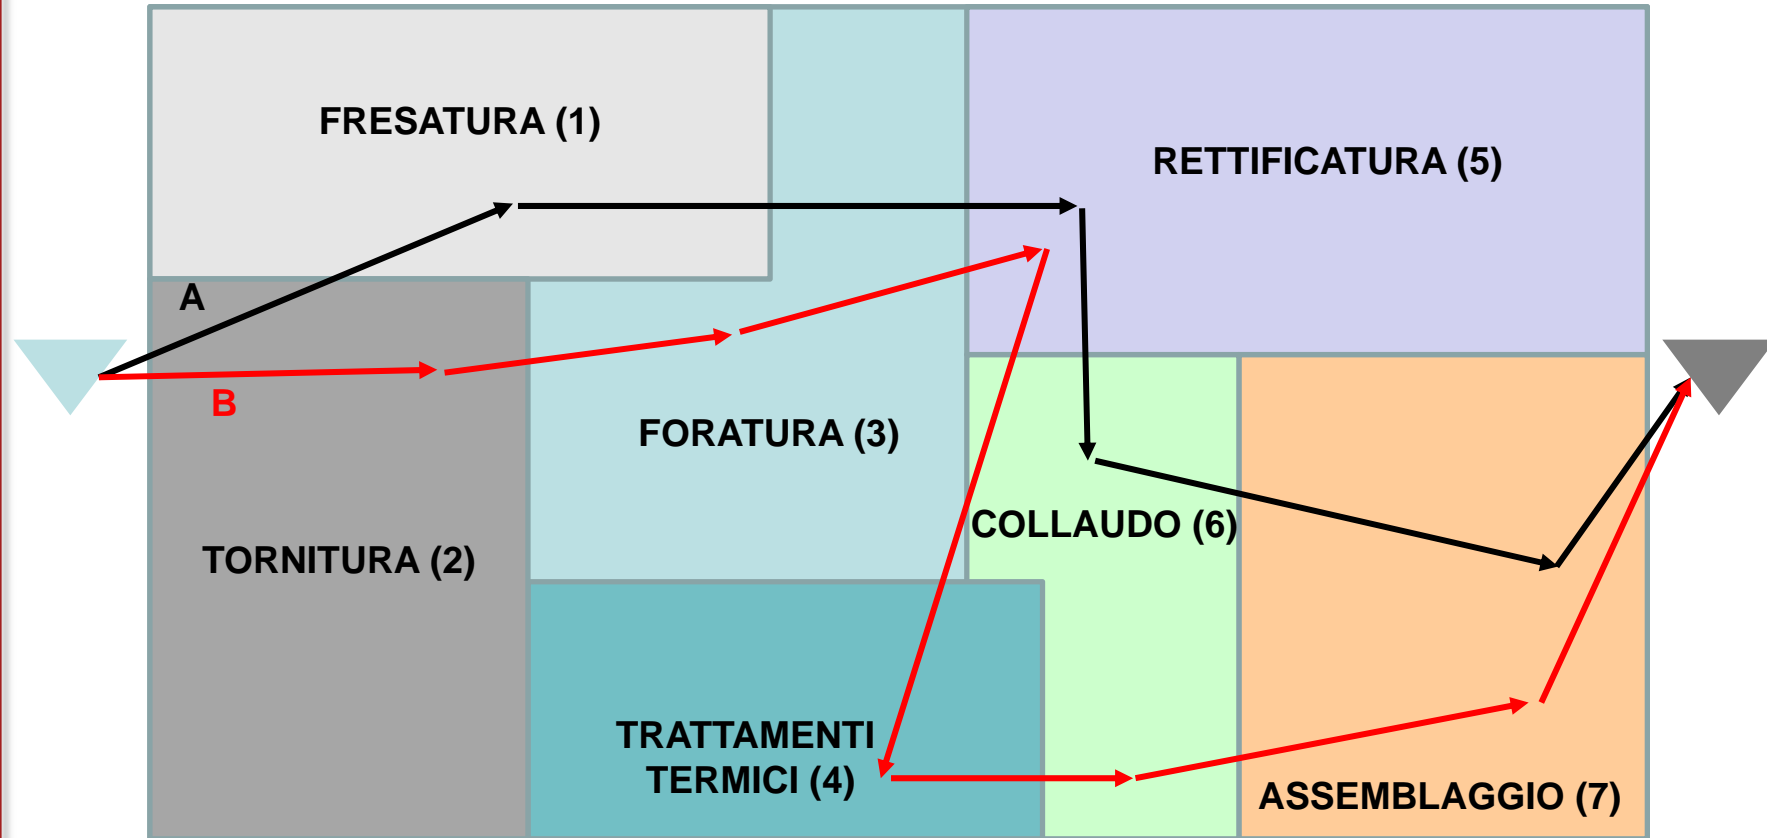 FRESATURA (1)
RETTIFICATURA (5)
A
B
FORATURA (3)
COLLAUDO (6)
TORNITURA (2)
TRATTAMENTI
TERMICI (4)
ASSEMBLAGGIO (7)